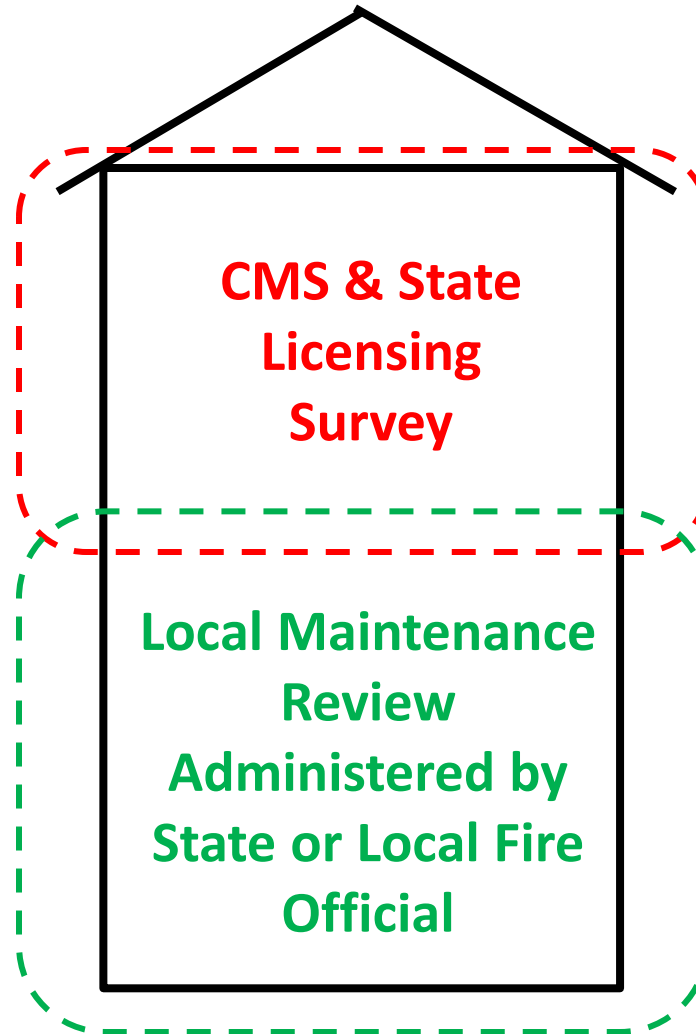 CMS & State
Licensing
Survey
Local Maintenance
Review
Administered by
State or Local Fire
Official